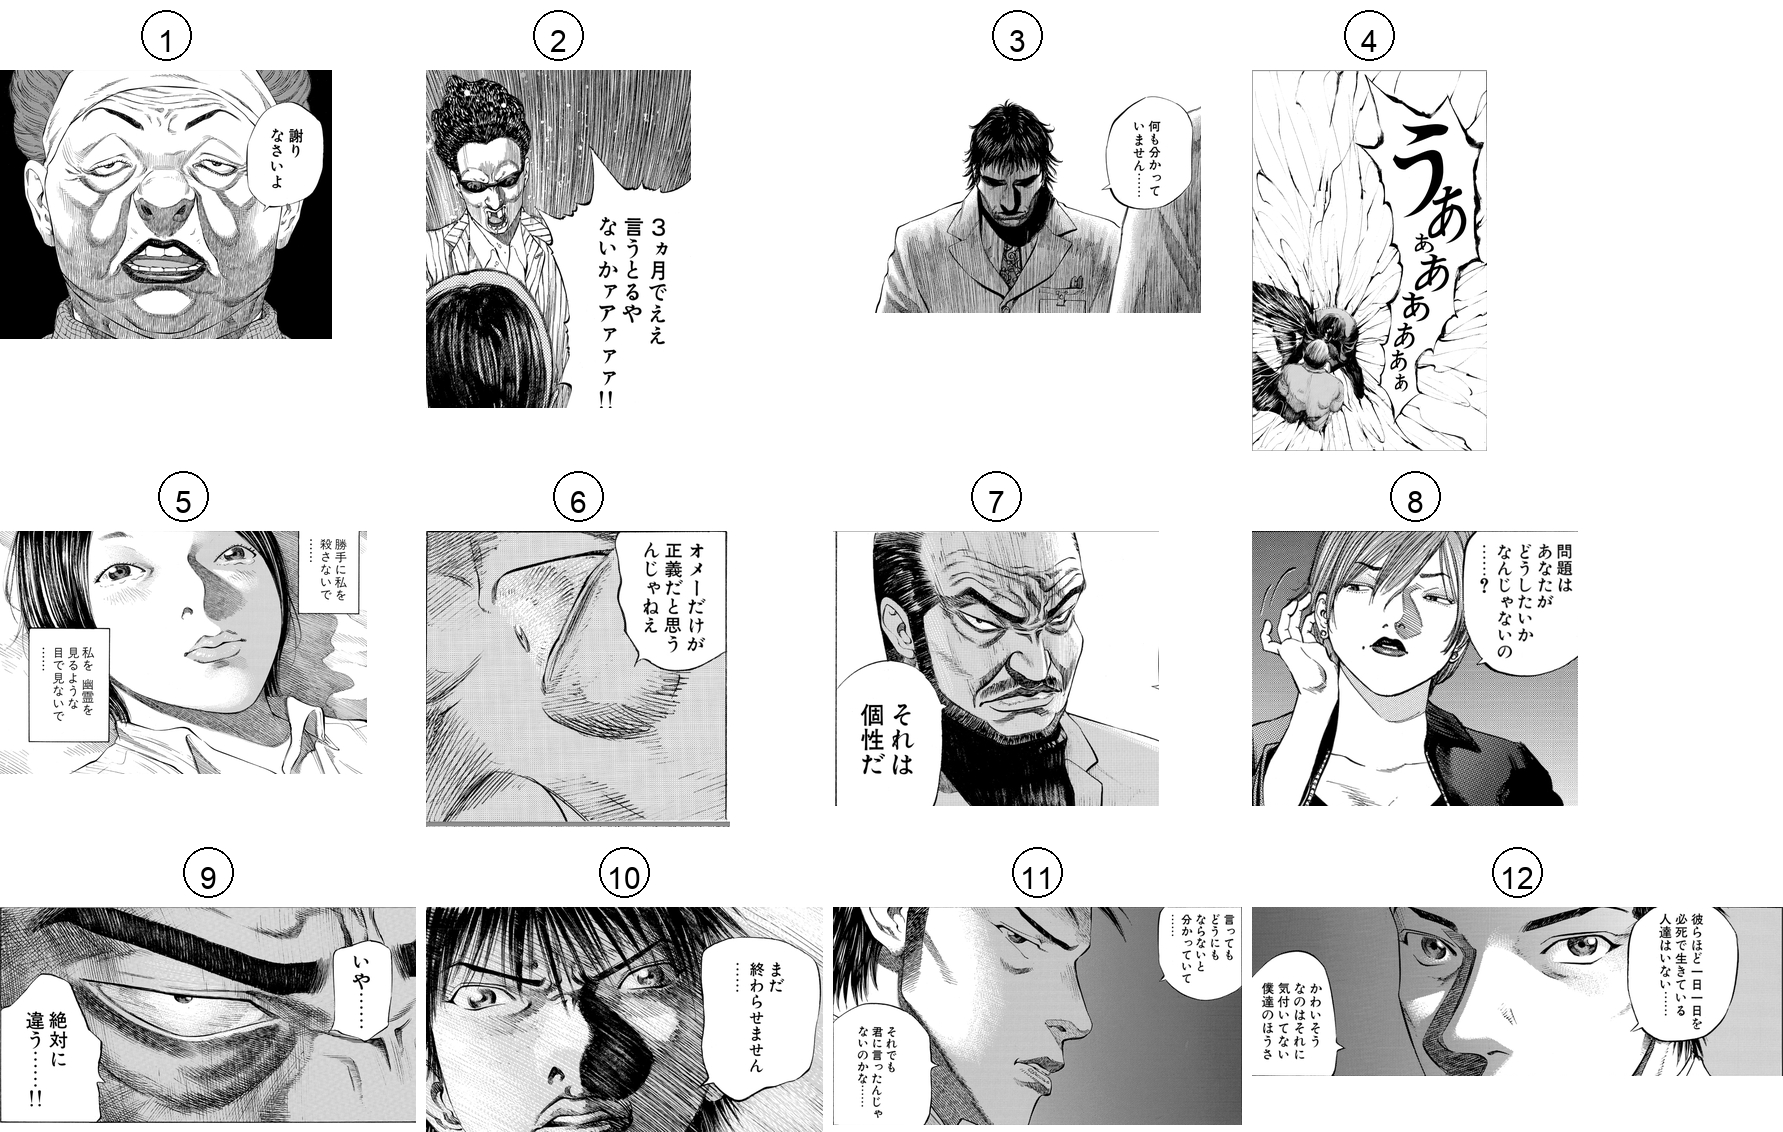 1
謝り
なさいよ
2
3ヵ月でええ
言うとるや
ないかァアァァァ!!
3
何も分かって
いません……
4
うあぁあぁあぁぁ
5
勝手に私を
殺さないで
……
私を 幽霊を
見るような
目で見ないで
……
6
オメーだけが
正義だと思う
んじゃねえ
7
それは
個性だ
8
問題は
あなたが
どうしたいか
なんじゃないの
……?
9
いや……
絶対に
違う……!!
10
まだ
終わらせません
……
11
言っても
どうにも
ならないと
分かっていて
……
それでも
君に言ったんじゃ
ないのかな……
12
彼らほど一日一日を
必死で生きている
人達はいない……
かわいそう
なのはそれに
気付いてない
僕達のほうさ